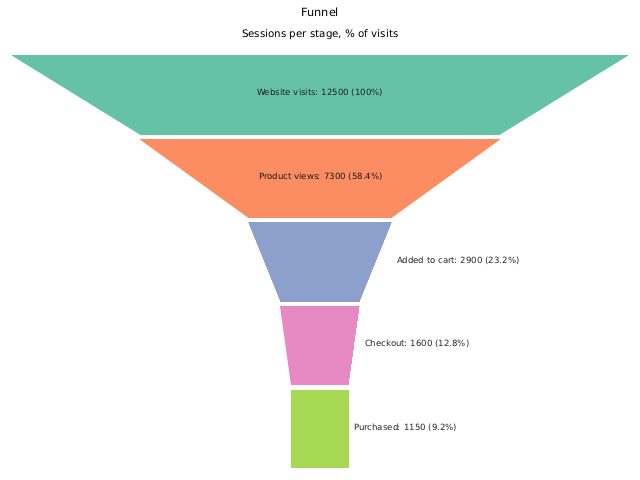 Funnel
Sessions per stage, % of visits
Website visits: 12500 (100%)
Product views: 7300 (58.4%)
Added to cart: 2900 (23.2%)
Checkout: 1600 (12.8%)
Purchased: 1150 (9.2%)